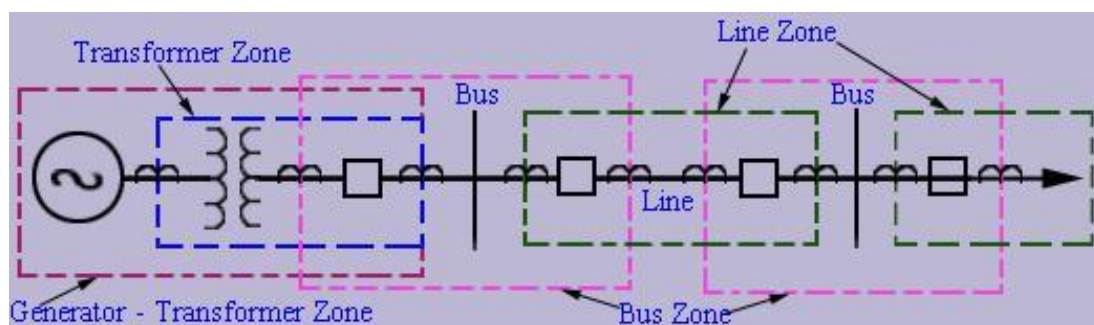 Line Zone
Transformer Zone
Bus
Bus
Line
Generator - Transformer Zone
Bus Zone